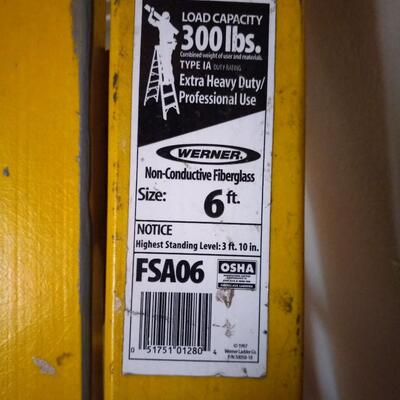 LOAD CAPACITY
300 lbs.
Combined weight of user and materials.
TYPE IA DUTY RATING
Extra Heavy Duty/
Professional Use
WERNER
Non-Conductive Fiberglass
Size: 6 ft.
NOTICE
Highest Standing Level: 3 ft. 10 in.
FSA06
OSHA
0 51751 01280 4
© 1997
Werner Ladder Co.